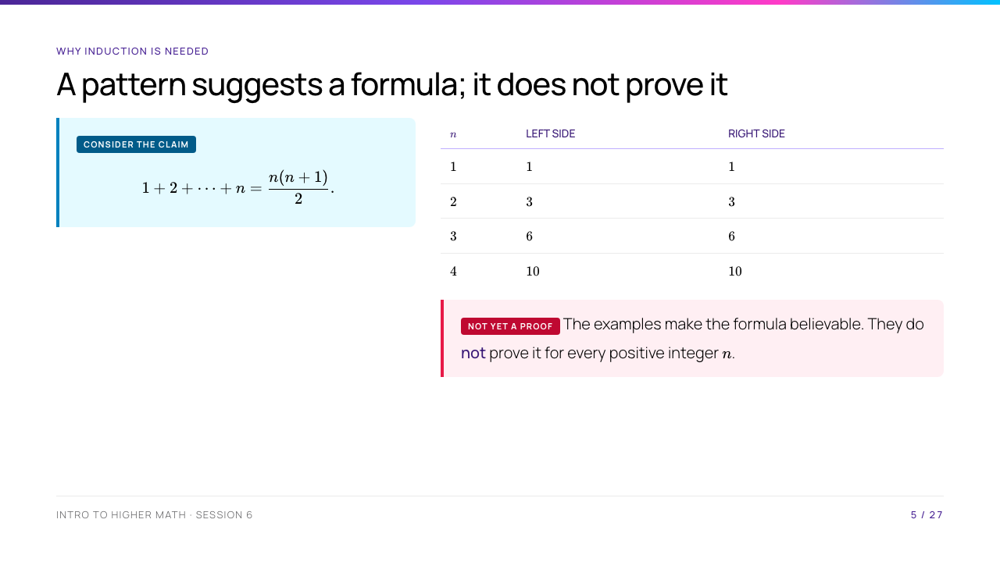 WHY INDUCTION IS NEEDED
A pattern suggests a formula; it does not prove it
CONSIDER THE CLAIM
1 + 2 + ⋯ + n = n(n + 1)/2.
n LEFT SIDE RIGHT SIDE
1 1 1
2 3 3
3 6 6
4 10 10
NOT YET A PROOF The examples make the formula believable. They do
not prove it for every positive integer n.
INTRO TO HIGHER MATH · SESSION 6
5 / 27